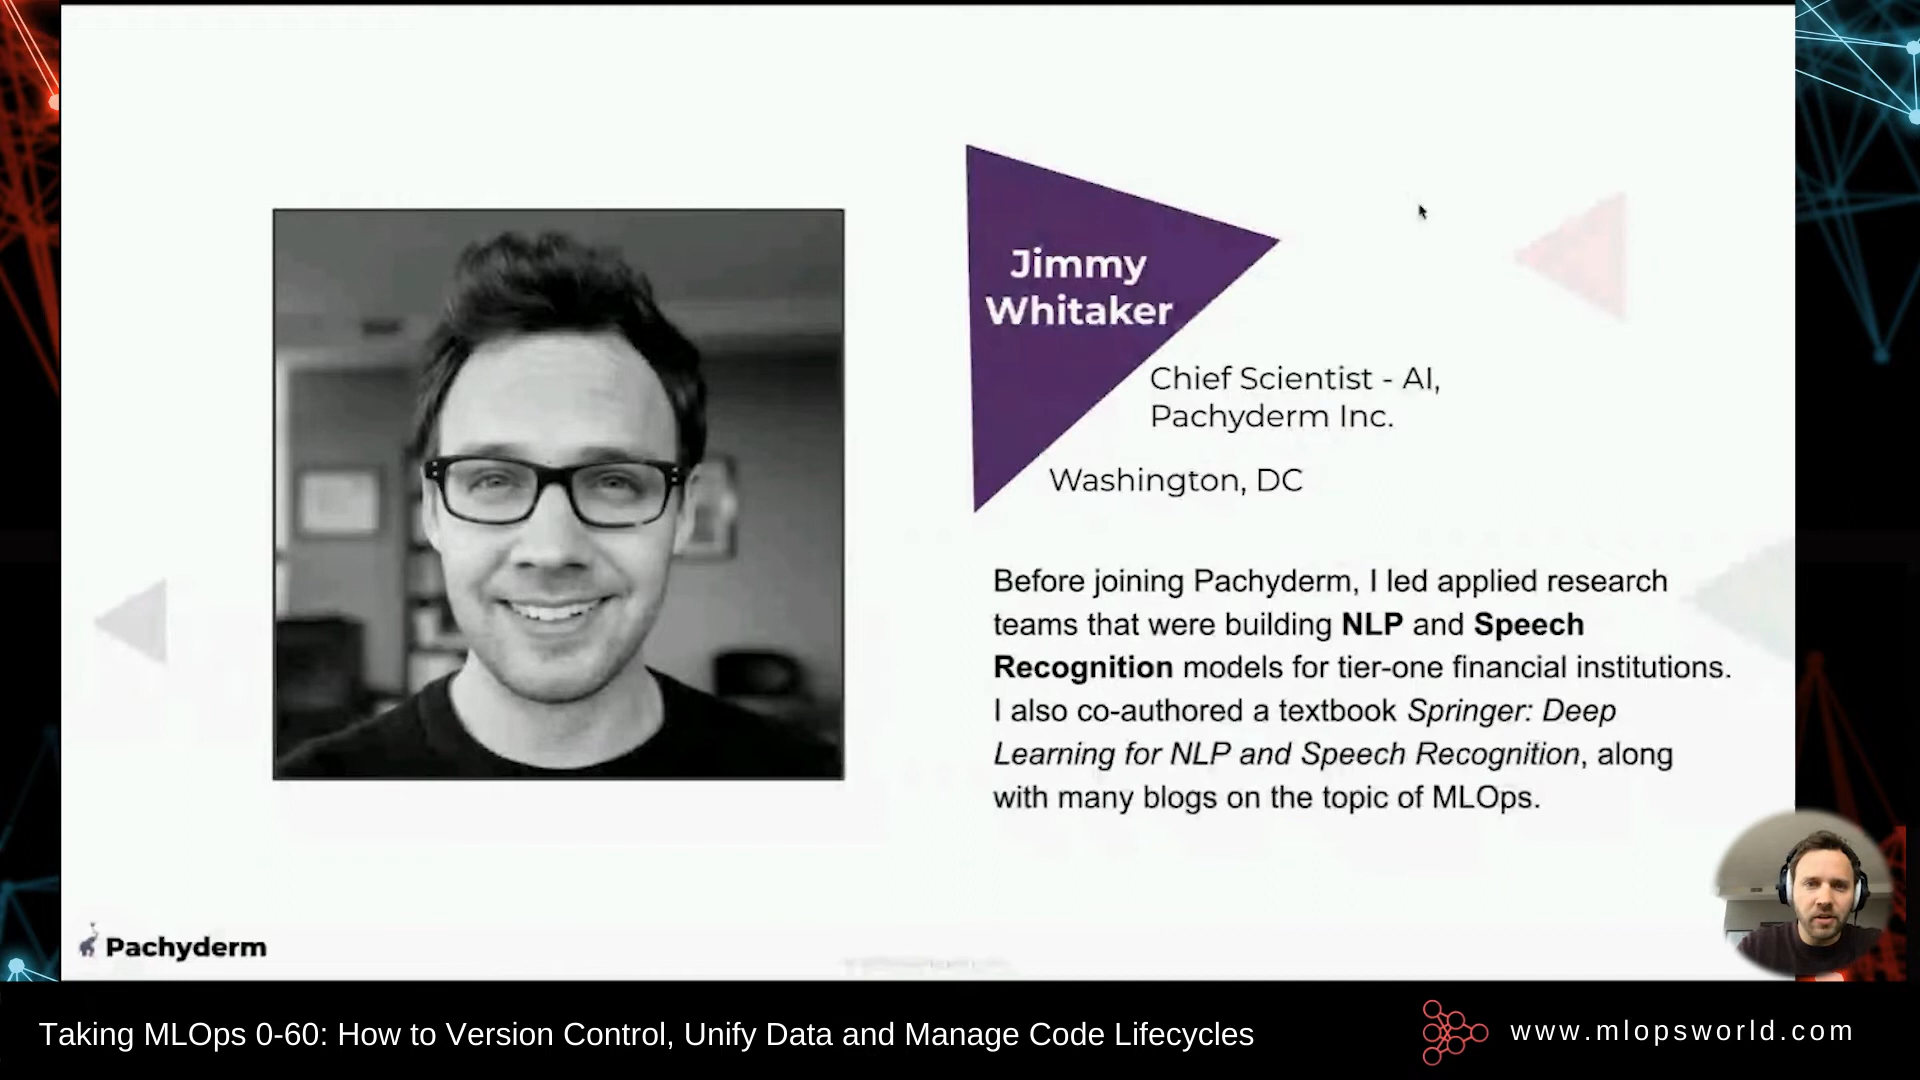 Jimmy
Whitaker
Chief Scientist - AI,
Pachyderm Inc.
Washington, DC
Before joining Pachyderm, I led applied research
teams that were building NLP and Speech
Recognition models for tier-one financial institutions.
I also co-authored a textbook Springer: Deep
Learning for NLP and Speech Recognition, along
with many blogs on the topic of MLOps.
Pachyderm
Taking MLOps 0-60: How to Version Control, Unify Data and Manage Code Lifecycles
www.mlopsworld.com